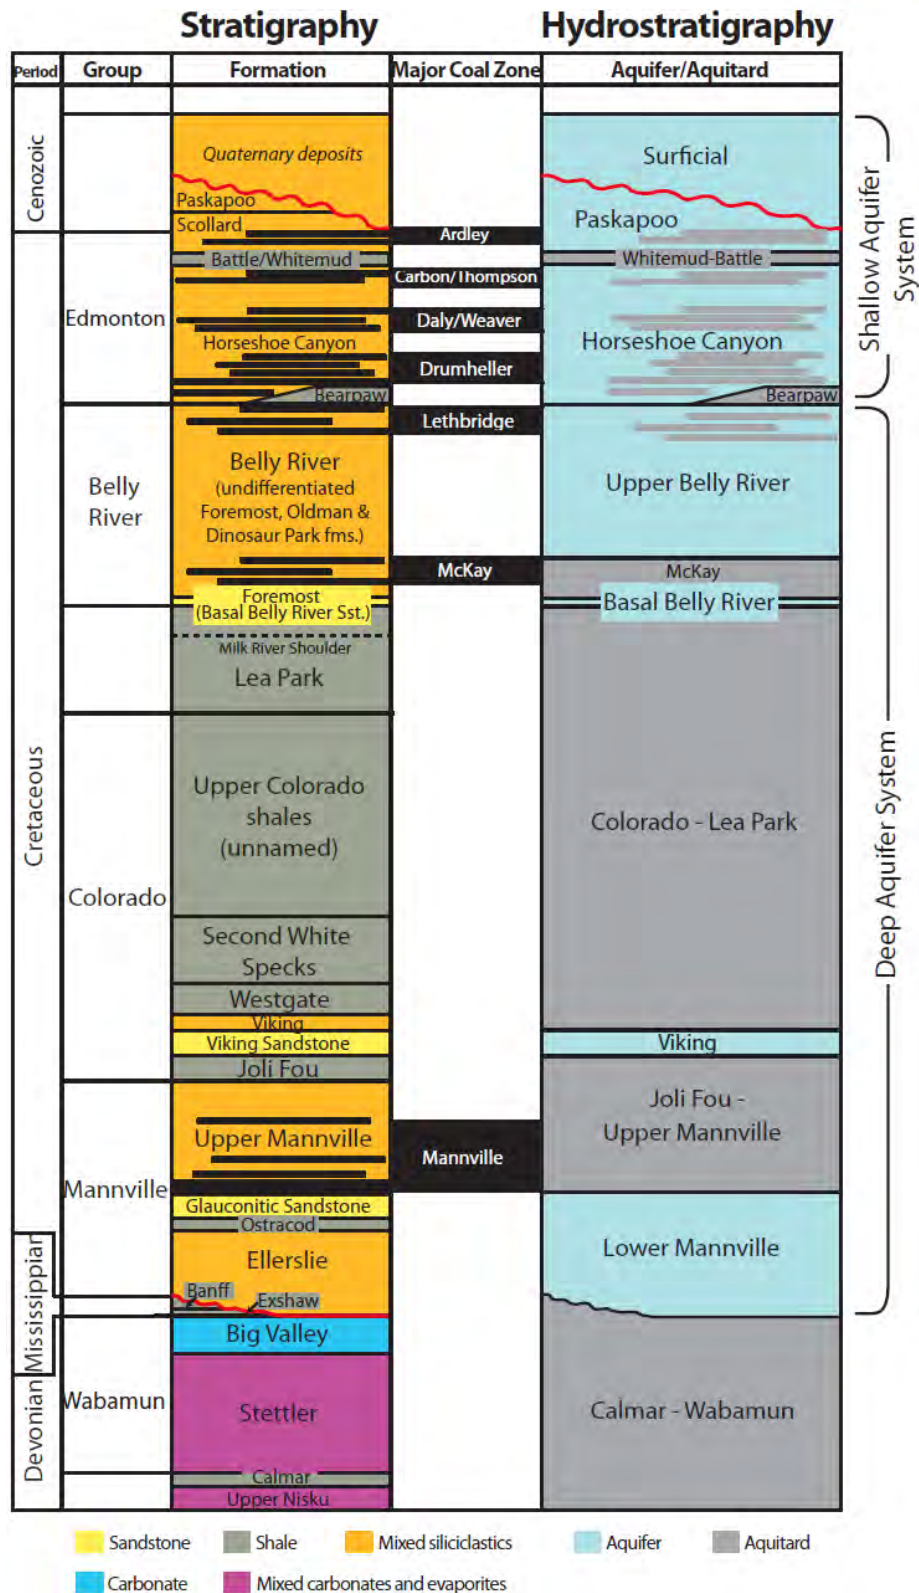 Stratigraphy
Hydrostratigraphy
Period
Group
Formation
Major Coal Zone
Aquifer/Aquitard
Cenozoic
Cretaceous
Mississippian
Devonian
Edmonton
Belly
River
Colorado
Mannville
Wabamun
Quaternary deposits
Paskapoo
Scollard
Battle/Whitemud
Horseshoe Canyon
Bearpaw
Belly River
(undifferentiated
Foremost, Oldman &
Dinosaur Park fms.)
Foremost
(Basal Belly River Sst.)
Milk River Shoulder
Lea Park
Upper Colorado
shales
(unnamed)
Second White
Specks
Westgate
Viking
Viking Sandstone
Joli Fou
Upper Mannville
Glauconitic Sandstone
Ostracod
Ellerslie
Banff
Exshaw
Big Valley
Stettler
Calmar
Upper Nisku
Ardley
Carbon/Thompson
Daly/Weaver
Drumheller
Lethbridge
McKay
Mannville
Surficial
Paskapoo
Whitemud-Battle
Horseshoe Canyon
Bearpaw
Upper Belly River
McKay
Basal Belly River
Colorado - Lea Park
Viking
Joli Fou -
Upper Mannville
Lower Mannville
Calmar - Wabamun
Shallow Aquifer
System
Deep Aquifer System
Sandstone
Shale
Mixed siliciclastics
Aquifer
Aquitard
Carbonate
Mixed carbonates and evaporites